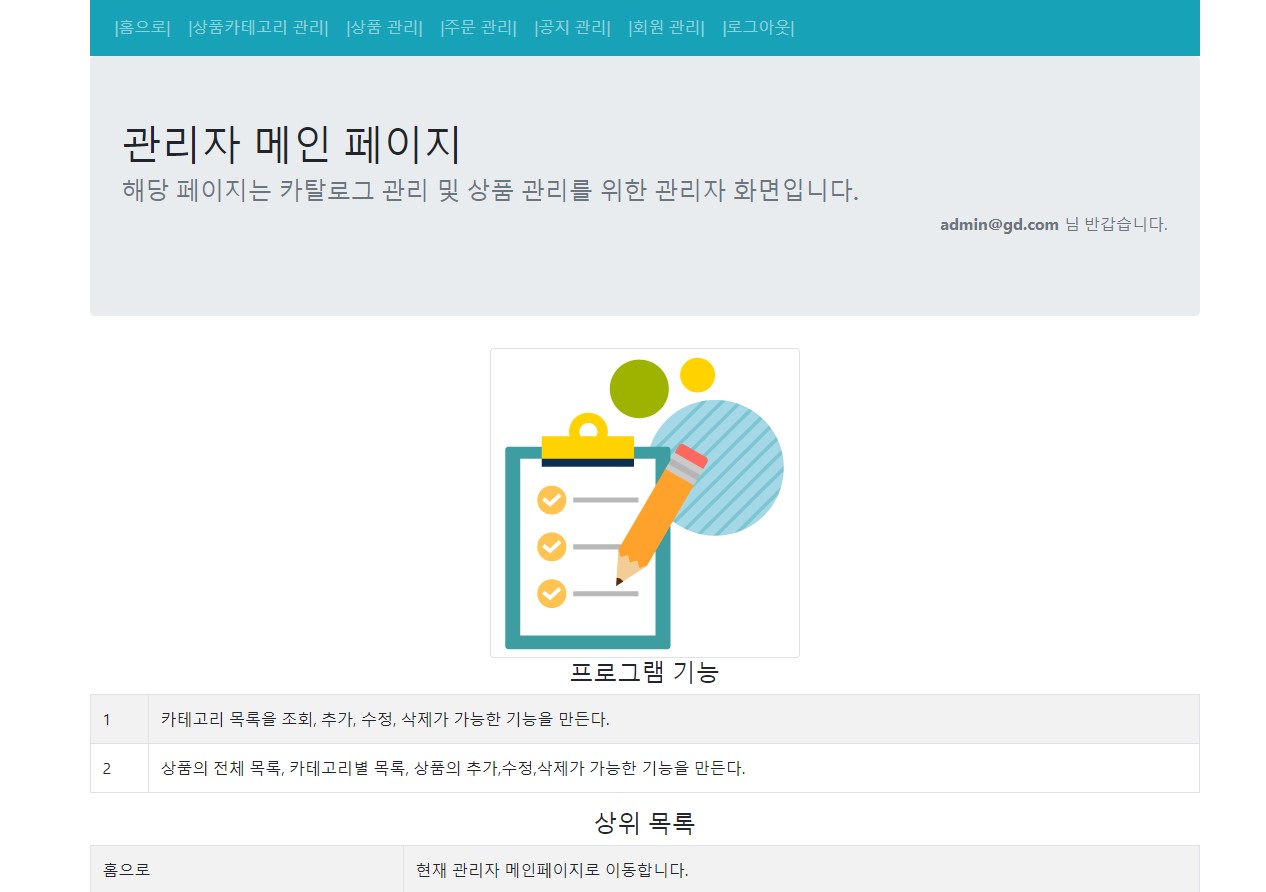 |홈으로| |상품카테고리 관리| |상품 관리| |주문 관리| |공지 관리| |회원 관리| |로그아웃|
관리자 메인 페이지
해당 페이지는 카탈로그 관리 및 상품 관리를 위한 관리자 화면입니다.
admin@gd.com 님 반갑습니다.
프로그램 기능
1 카테고리 목록을 조회, 추가, 수정, 삭제가 가능한 기능을 만든다.
2 상품의 전체 목록, 카테고리별 목록, 상품의 추가,수정,삭제가 가능한 기능을 만든다.
상위 목록
홈으로 현재 관리자 메인페이지로 이동합니다.